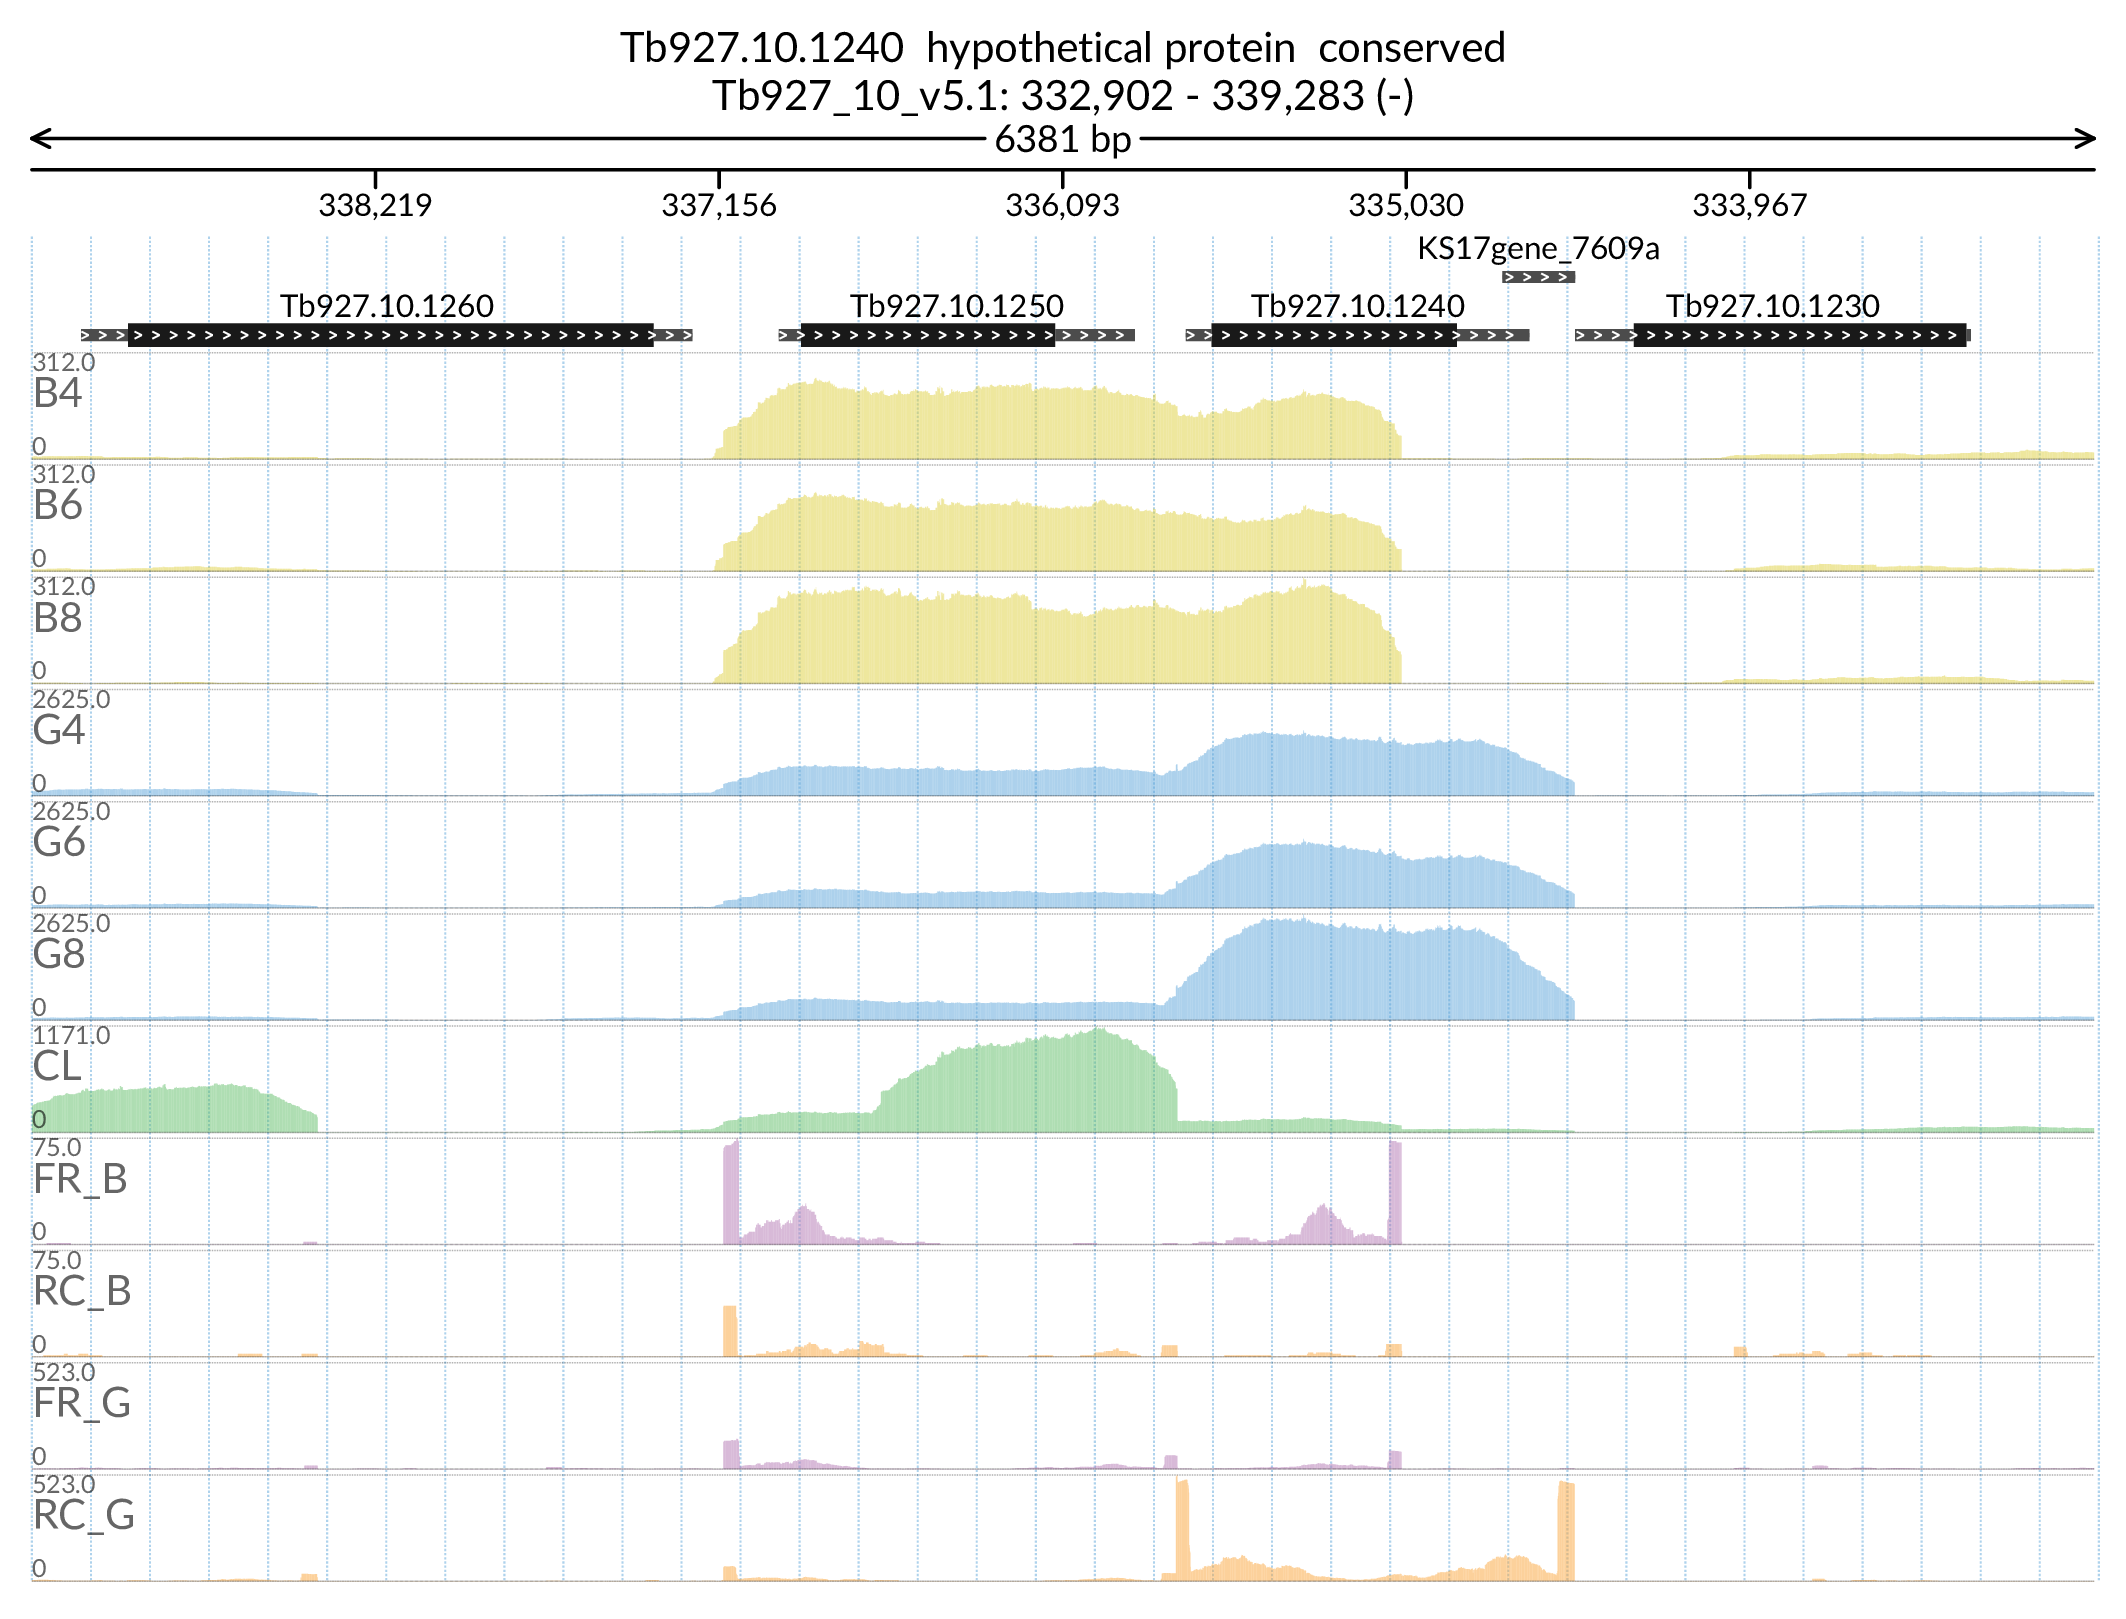 Tb927.10.1240 hypothetical protein conserved
Tb927_10_v5.1: 332,902 - 339,283 (-)
6381 bp
338,219 337,156 336,093 335,030 333,967
KS17gene_7609a
Tb927.10.1260 Tb927.10.1250 Tb927.10.1240 Tb927.10.1230
312.0
B4
0
312.0
B6
0
312.0
B8
0
2625.0
G4
0
2625.0
G6
0
2625.0
G8
0
1171.0
CL
0
75.0
FR_B
0
75.0
RC_B
0
523.0
FR_G
0
523.0
RC_G
0